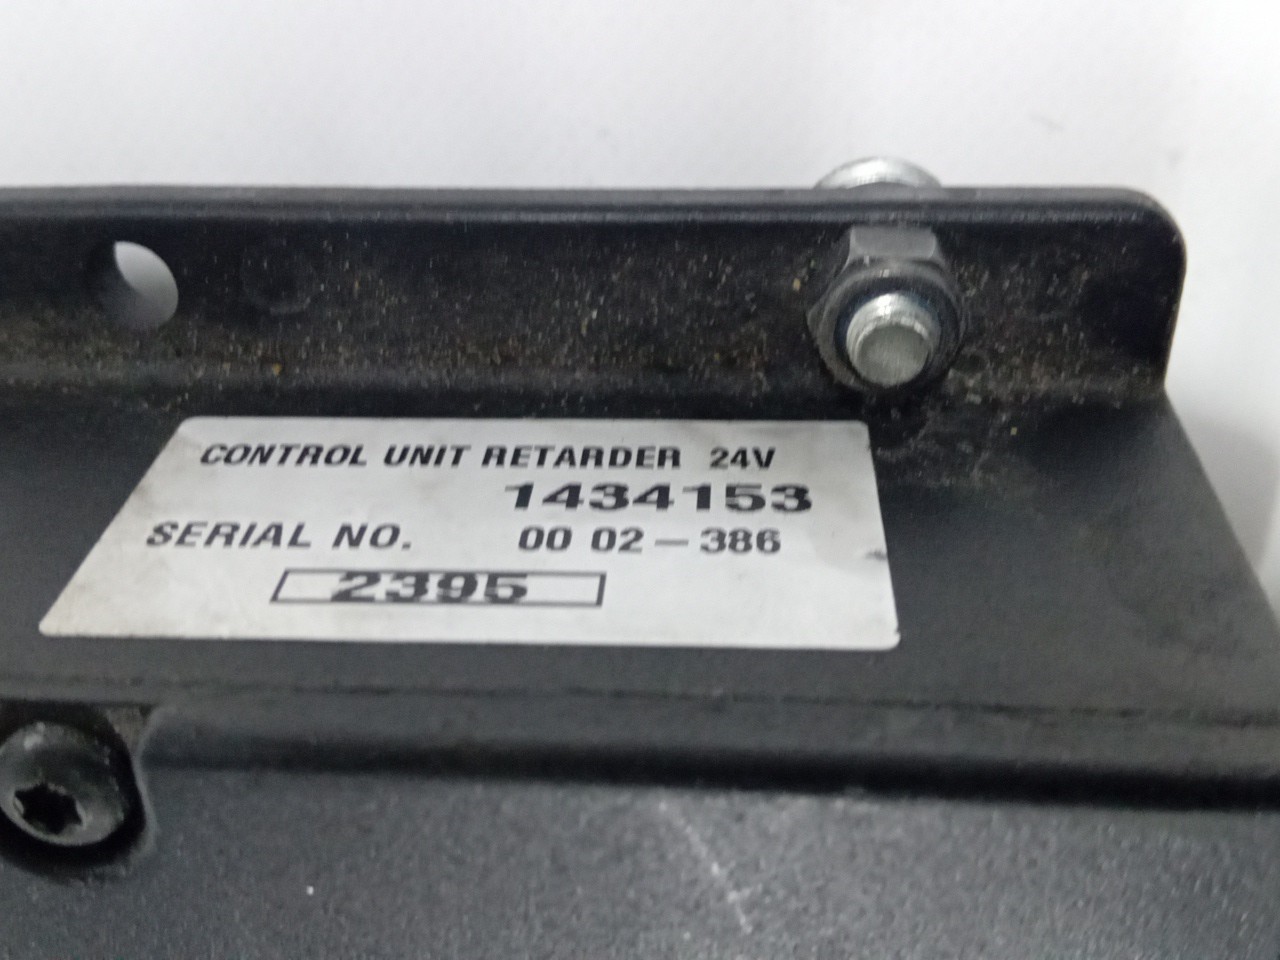 CONTROL UNIT RETARDER 24V
1434153
SERIAL NO. 00 02-386
2395